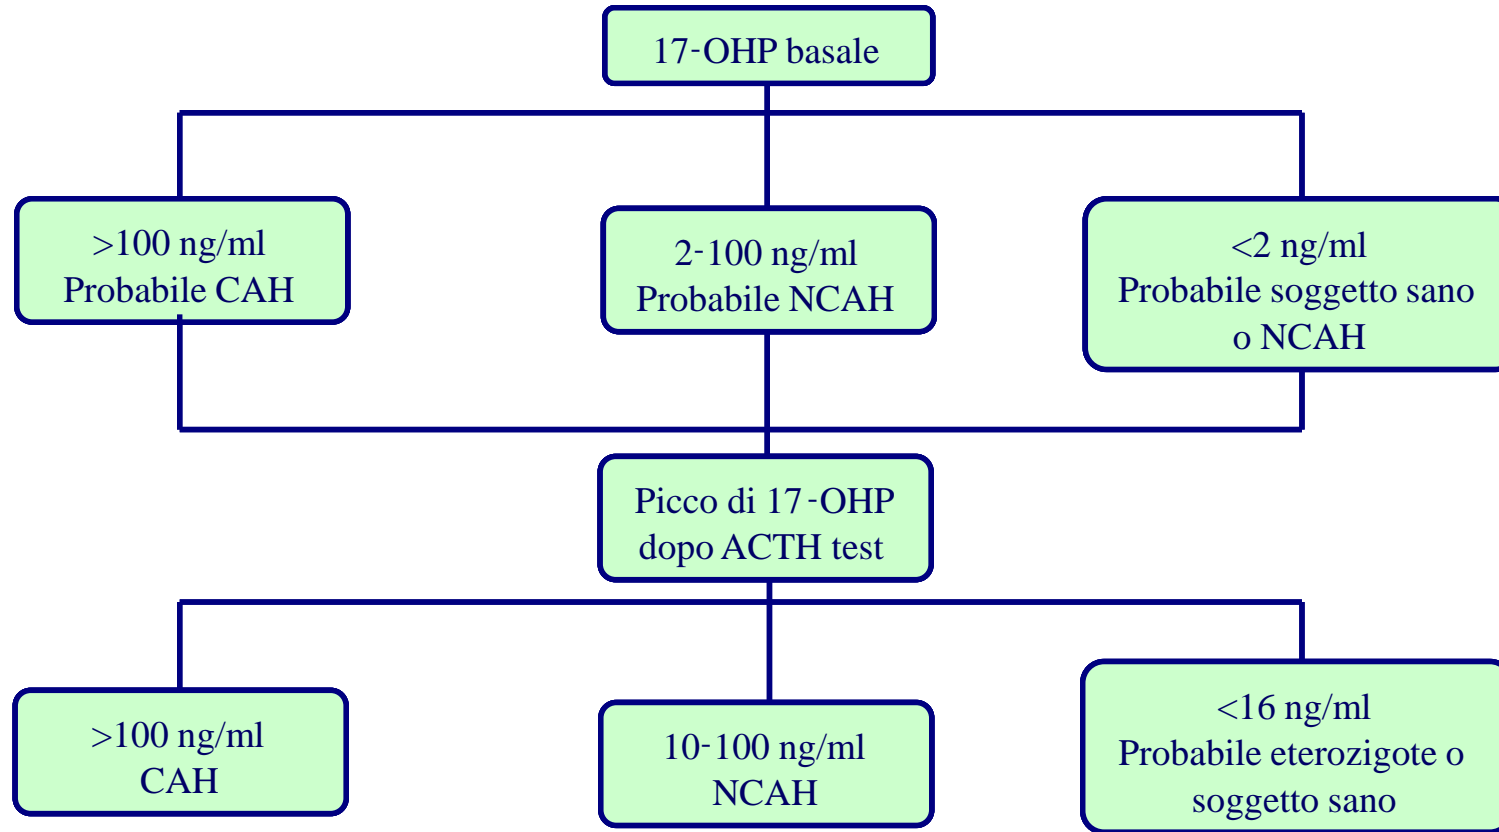 17-OHP basale
>100 ng/ml
Probabile CAH
2-100 ng/ml
Probabile NCAH
<2 ng/ml
Probabile soggetto sano
o NCAH
Picco di 17-OHP
dopo ACTH test
>100 ng/ml
CAH
10-100 ng/ml
NCAH
<16 ng/ml
Probabile eterozigote o
soggetto sano